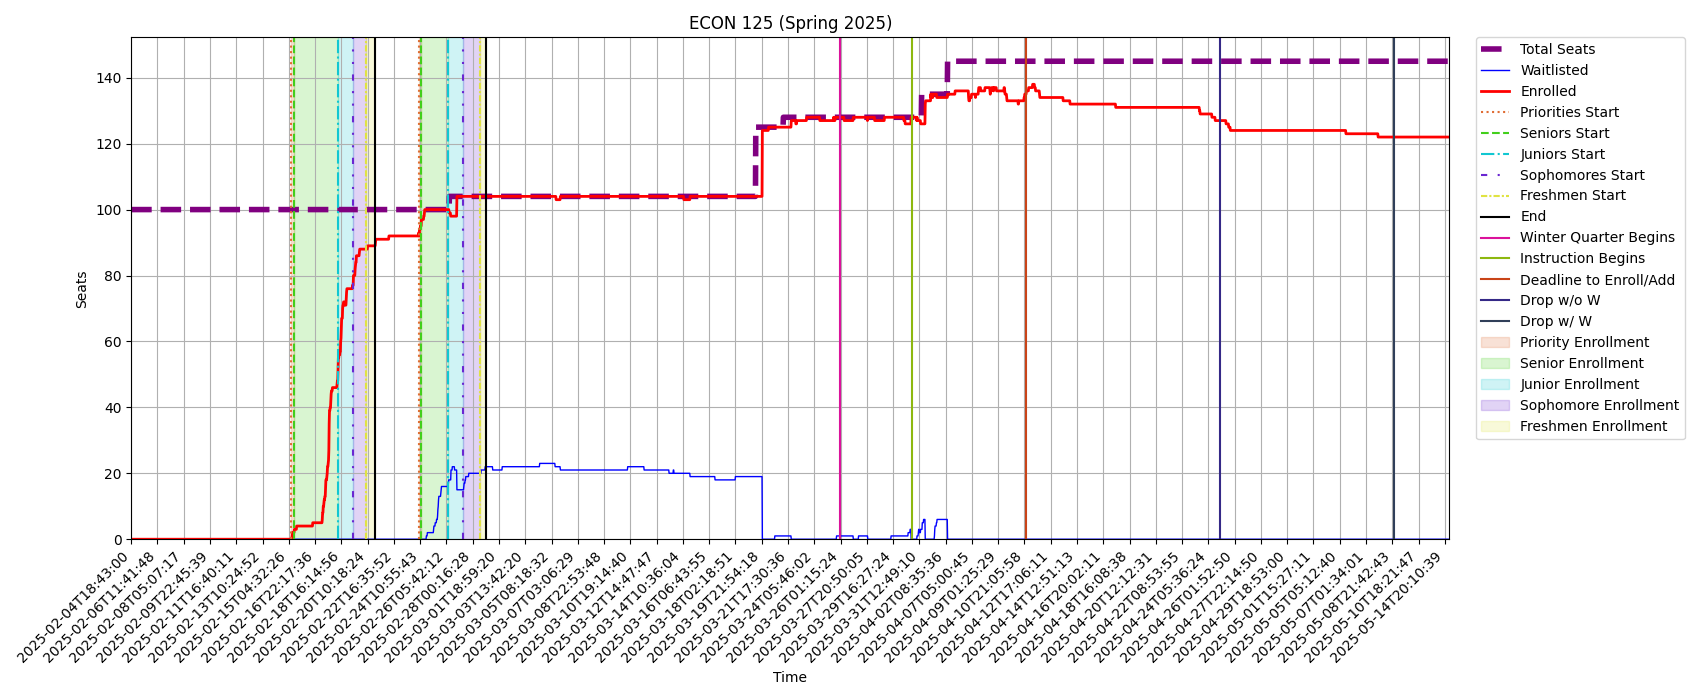 ECON 125 (Spring 2025)
Total Seats
Waitlisted
Enrolled
Priorities Start
Seniors Start
Juniors Start
Sophomores Start
Freshmen Start
End
Winter Quarter Begins
Instruction Begins
Deadline to Enroll/Add
Drop w/o W
Drop w/ W
Priority Enrollment
Senior Enrollment
Junior Enrollment
Sophomore Enrollment
Freshmen Enrollment
Seats
140
120
100
80
60
40
20
0
2025-02-04T18:43:00
2025-02-06T11:41:48
2025-02-08T05:07:17
2025-02-09T22:45:39
2025-02-11T16:40:11
2025-02-13T10:24:52
2025-02-15T04:32:26
2025-02-16T22:17:36
2025-02-18T16:14:56
2025-02-20T10:18:24
2025-02-22T16:35:52
2025-02-24T10:55:43
2025-02-26T05:42:12
2025-02-28T00:16:28
2025-03-01T18:59:20
2025-03-03T13:42:20
2025-03-05T08:18:32
2025-03-07T03:06:29
2025-03-08T22:53:48
2025-03-10T19:14:40
2025-03-12T14:47:47
2025-03-14T10:36:04
2025-03-16T06:43:55
2025-03-18T02:18:51
2025-03-19T21:54:18
2025-03-21T17:30:36
2025-03-24T05:46:02
2025-03-26T01:15:24
2025-03-27T20:50:05
2025-03-29T16:27:24
2025-03-31T12:49:10
2025-04-02T08:35:36
2025-04-07T05:00:45
2025-04-09T01:25:29
2025-04-10T21:05:58
2025-04-12T17:06:11
2025-04-14T12:51:13
2025-04-16T20:02:11
2025-04-18T16:08:38
2025-04-20T12:12:31
2025-04-22T08:53:55
2025-04-24T05:36:24
2025-04-26T01:52:50
2025-04-27T22:14:50
2025-04-29T18:53:00
2025-05-01T15:27:11
2025-05-05T05:12:40
2025-05-07T01:34:01
2025-05-08T21:42:43
2025-05-10T18:21:47
2025-05-14T20:10:39
Time